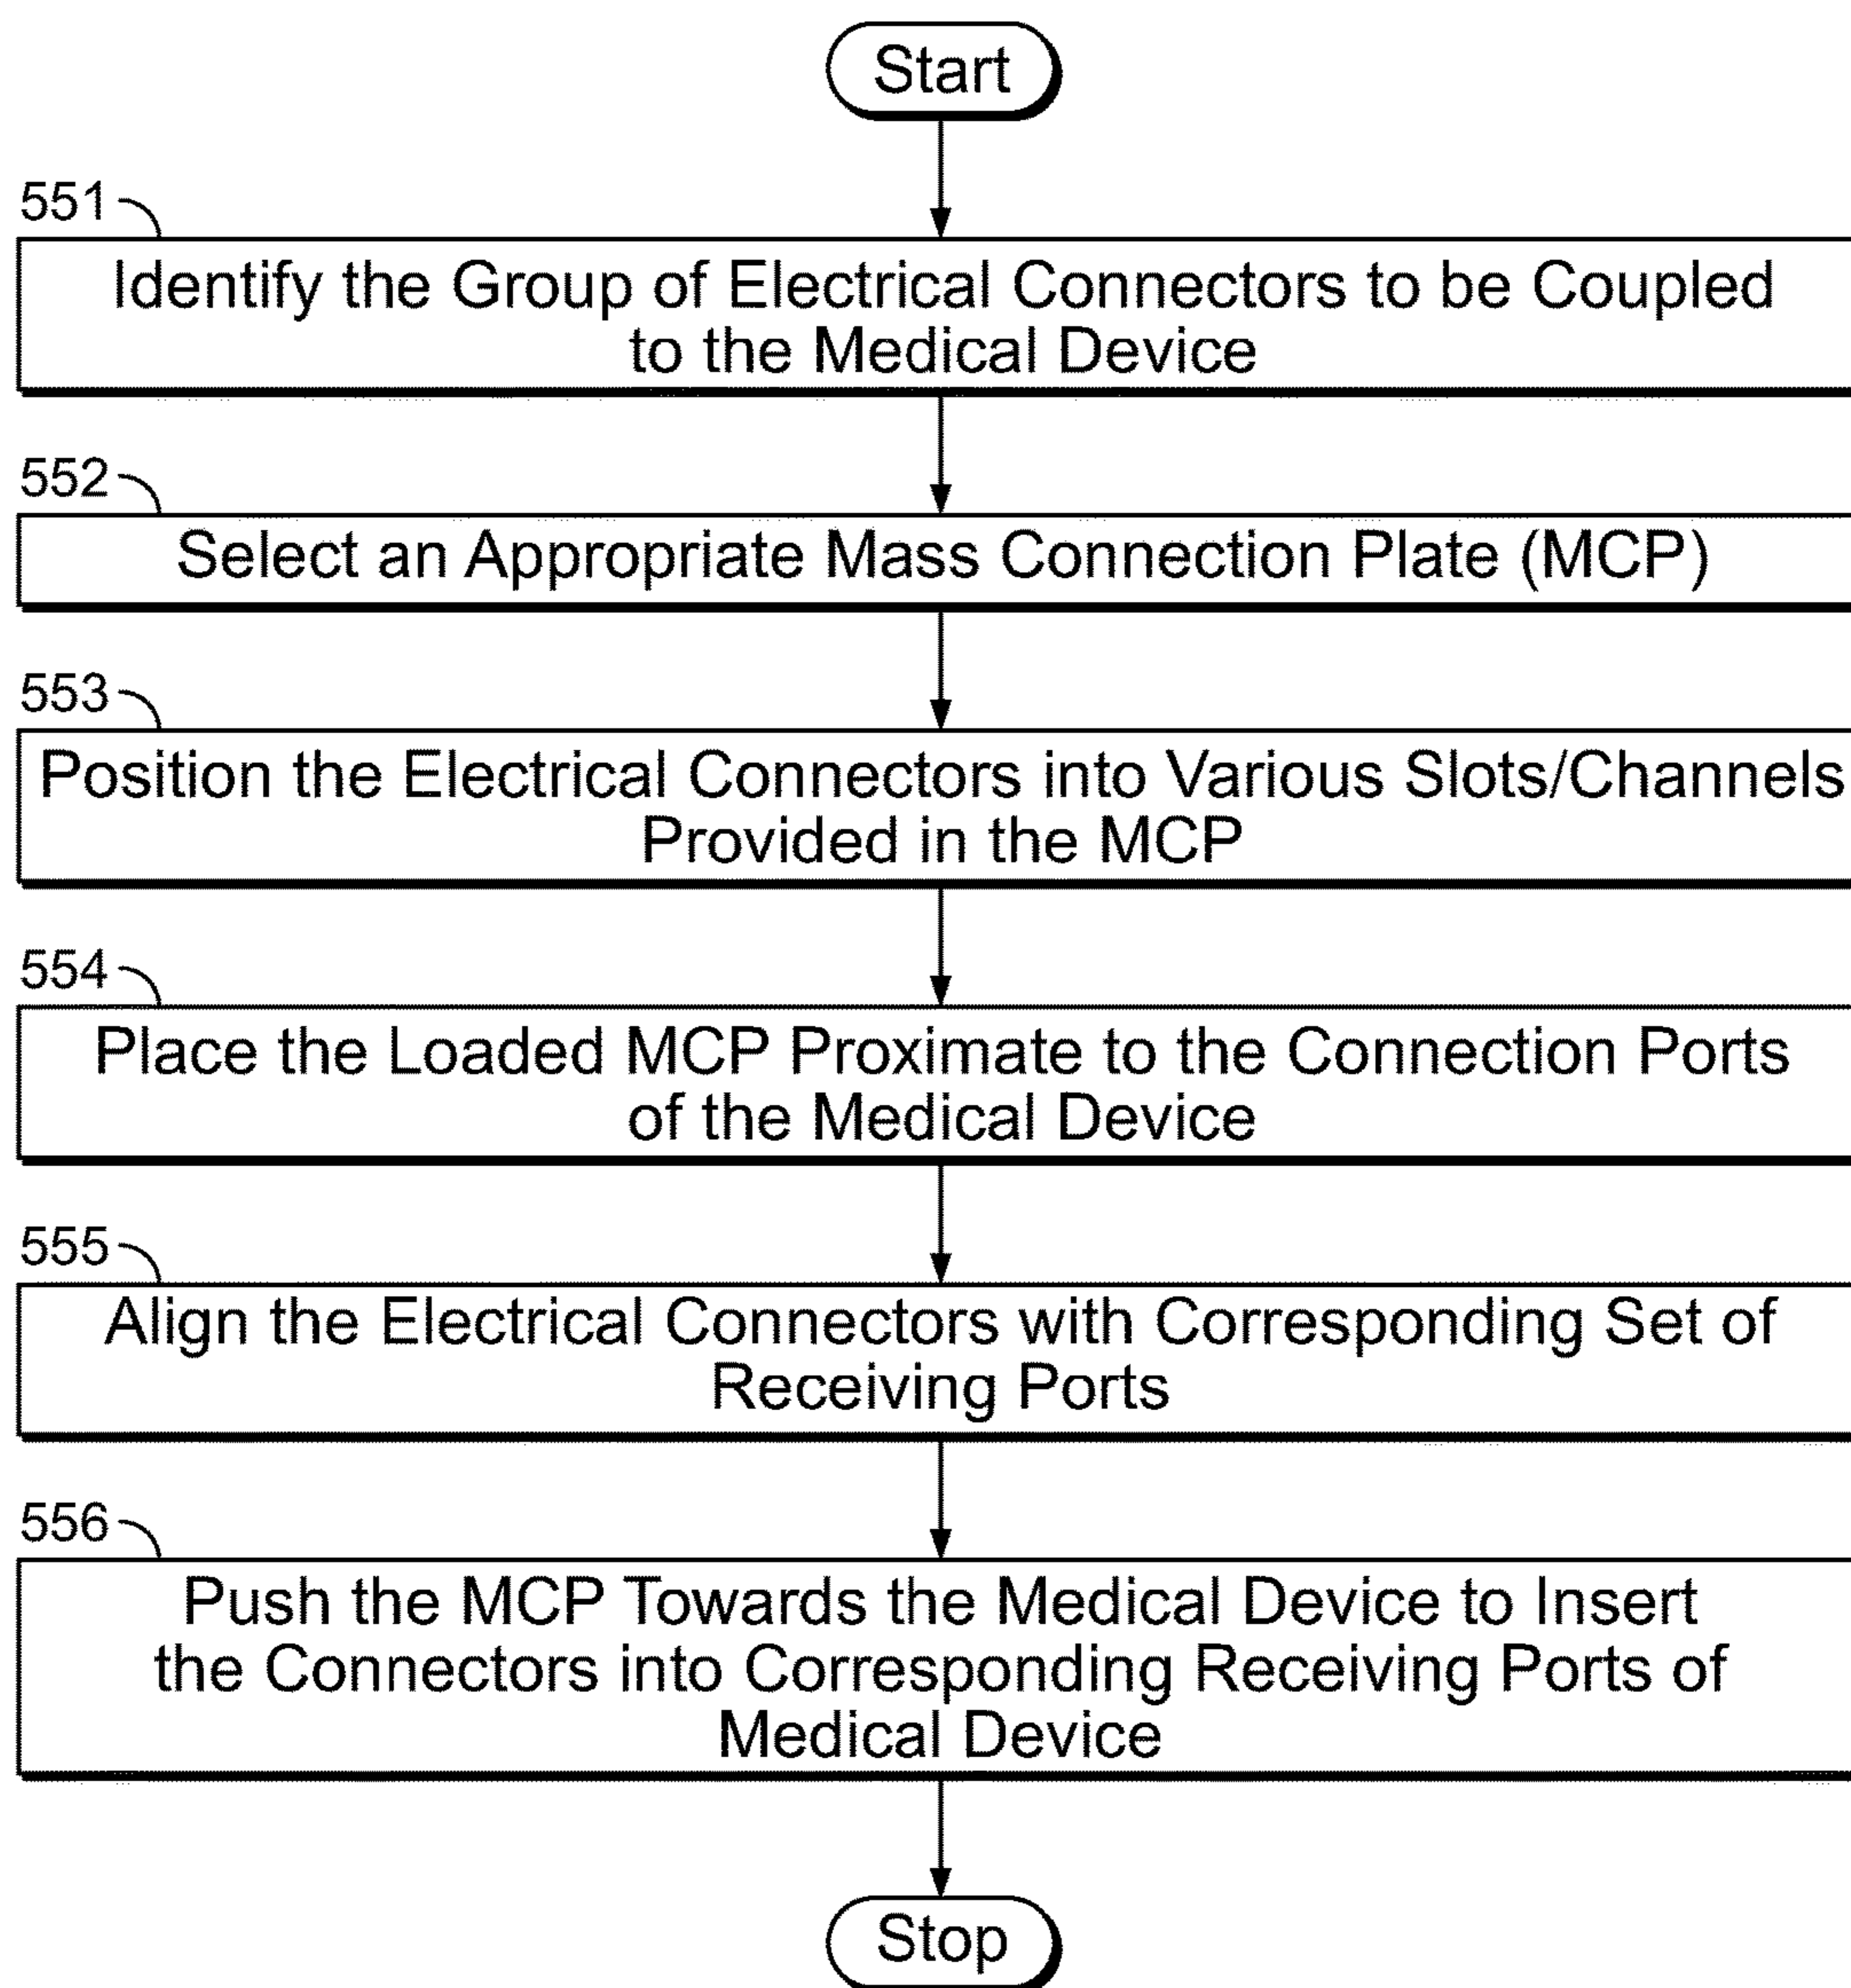 Start
551
Identify the Group of Electrical Connectors to be Coupled
to the Medical Device
552
Select an Appropriate Mass Connection Plate (MCP)
553
Position the Electrical Connectors into Various Slots/Channels
Provided in the MCP
554
Place the Loaded MCP Proximate to the Connection Ports
of the Medical Device
555
Align the Electrical Connectors with Corresponding Set of
Receiving Ports
556
Push the MCP Towards the Medical Device to Insert
the Connectors into Corresponding Receiving Ports of
Medical Device
Stop